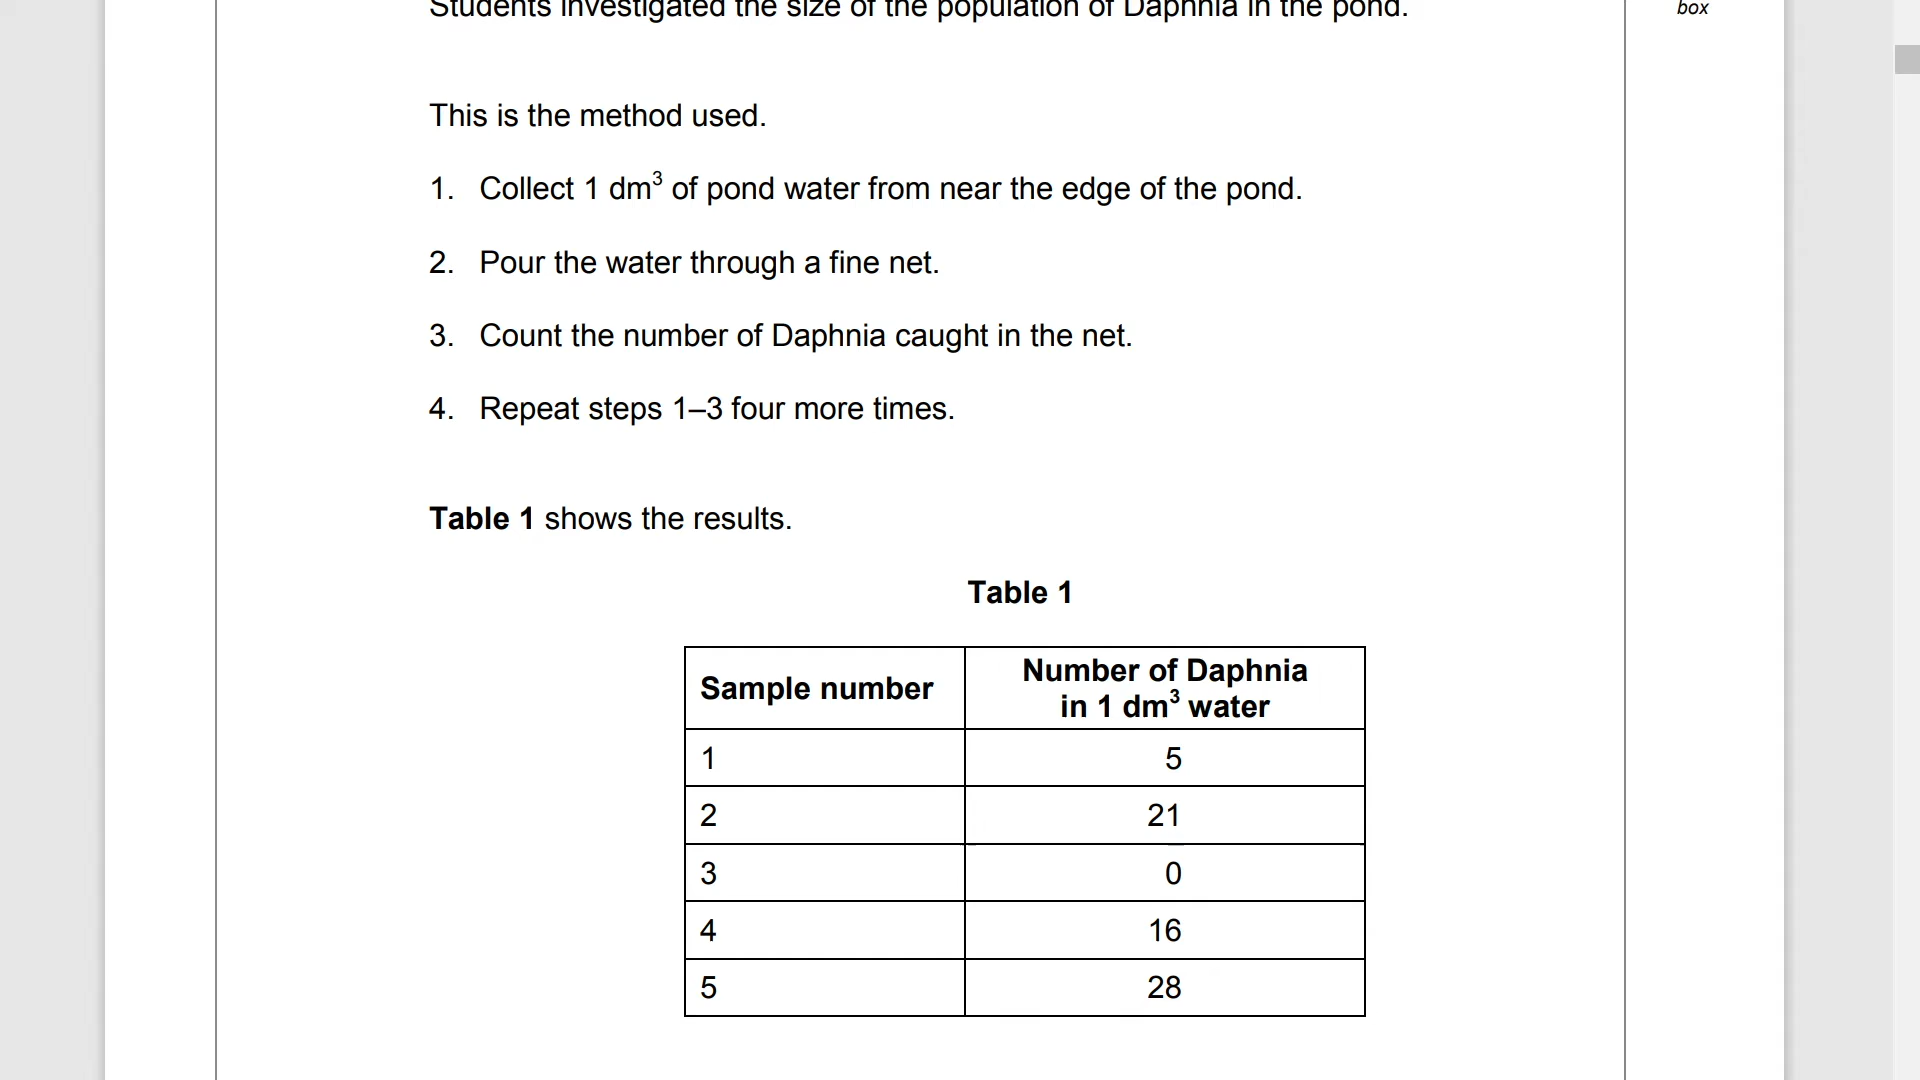 Students investigated the size of the population of Daphnia in the pond.
box
This is the method used.
1. Collect 1 dm³ of pond water from near the edge of the pond.
2. Pour the water through a fine net.
3. Count the number of Daphnia caught in the net.
4. Repeat steps 1–3 four more times.
Table 1 shows the results.
Table 1
Sample number
Number of Daphnia
in 1 dm³ water
1 5
2 21
3 0
4 16
5 28